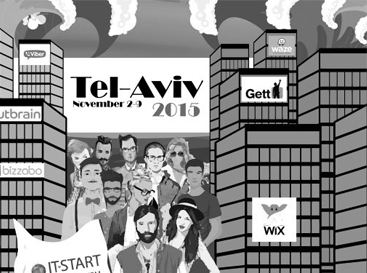 Viber
waze
Tel-Aviv
November 2-9
2015
Gett
utbrain
bizzabo
WiX
IT-START